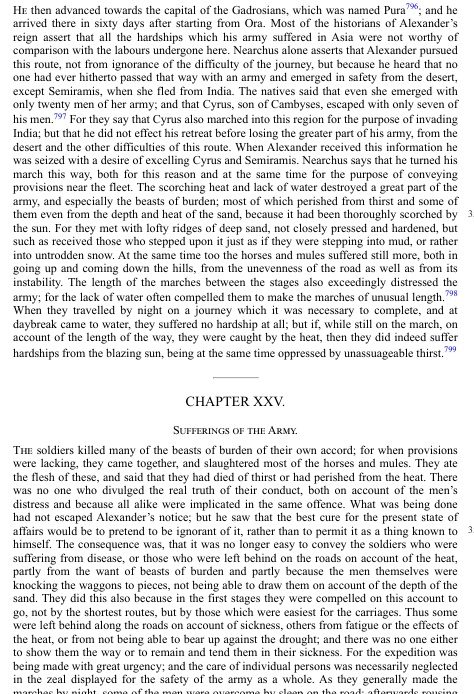 HE then advanced towards the capital of the Gadrosians, which was named Pura796; and he
arrived there in sixty days after starting from Ora. Most of the historians of Alexander's
reign assert that all the hardships which his army suffered in Asia were not worthy of
comparison with the labours undergone here. Nearchus alone asserts that Alexander pursued
this route, not from ignorance of the difficulty of the journey, but because he heard that no
one had ever hitherto passed that way with an army and emerged in safety from the desert,
except Semiramis, when she fled from India. The natives said that even she emerged with
only twenty men of her army; and that Cyrus, son of Cambyses, escaped with only seven of
his men.797 For they say that Cyrus also marched into this region for the purpose of invading
India; but that he did not effect his retreat before losing the greater part of his army, from the
desert and the other difficulties of this route. When Alexander received this information he
was seized with a desire of excelling Cyrus and Semiramis. Nearchus says that he turned his
march this way, both for this reason and at the same time for the purpose of conveying
provisions near the fleet. The scorching heat and lack of water destroyed a great part of the
army, and especially the beasts of burden; most of which perished from thirst and some of
them even from the depth and heat of the sand, because it had been thoroughly scorched by 3
the sun. For they met with lofty ridges of deep sand, not closely pressed and hardened, but
such as received those who stepped upon it just as if they were stepping into mud, or rather
into untrodden snow. At the same time too the horses and mules suffered still more, both in
going up and coming down the hills, from the unevenness of the road as well as from its
instability. The length of the marches between the stages also exceedingly distressed the
army; for the lack of water often compelled them to make the marches of unusual length.798
When they travelled by night on a journey which it was necessary to complete, and at
daybreak came to water, they suffered no hardship at all; but if, while still on the march, on
account of the length of the way, they were caught by the heat, then they did indeed suffer
hardships from the blazing sun, being at the same time oppressed by unassuageable thirst.799
CHAPTER XXV.
SUFFERINGS OF THE ARMY.
THE soldiers killed many of the beasts of burden of their own accord; for when provisions
were lacking, they came together, and slaughtered most of the horses and mules. They ate
the flesh of these, and said that they had died of thirst or had perished from the heat. There
was no one who divulged the real truth of their conduct, both on account of the men's
distress and because all alike were implicated in the same offence. What was being done
had not escaped Alexander's notice; but he saw that the best cure for the present state of
affairs would be to pretend to be ignorant of it, rather than to permit it as a thing known to 3
himself. The consequence was, that it was no longer easy to convey the soldiers who were
suffering from disease, or those who were left behind on the roads on account of the heat,
partly from the want of beasts of burden and partly because the men themselves were
knocking the waggons to pieces, not being able to draw them on account of the depth of the
sand. They did this also because in the first stages they were compelled on this account to
go, not by the shortest routes, but by those which were easiest for the carriages. Thus some
were left behind along the roads on account of sickness, others from fatigue or the effects of
the heat, or from not being able to bear up against the drought; and there was no one either
to show them the way or to remain and tend them in their sickness. For the expedition was
being made with great urgency; and the care of individual persons was necessarily neglected
in the zeal displayed for the safety of the army as a whole. As they generally made the
marches by night, some of the men were overcome by sleep on the road; afterwards rousing